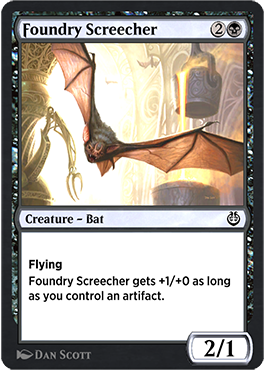 Foundry Screecher 2
Creature – Bat
Flying
Foundry Screecher gets +1/+0 as long
as you control an artifact.
2/1
DAN SCOTT